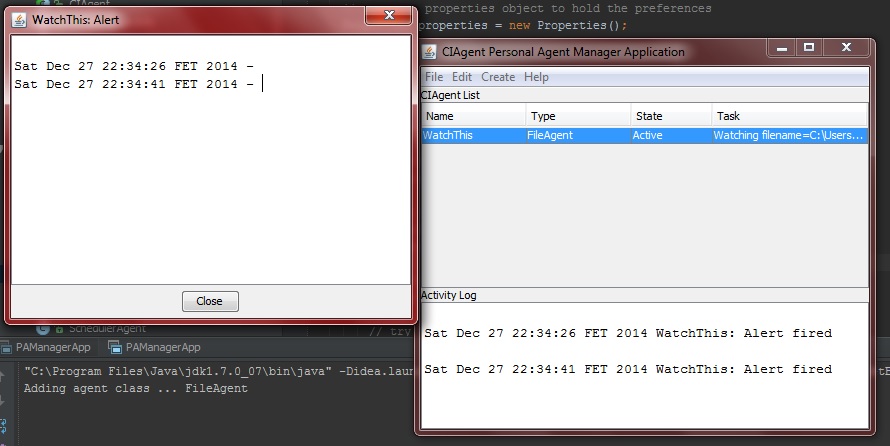 CIAgent
properties object to hold the preferences
properties = new Properties();
WatchThis: Alert
Sat Dec 27 22:34:26 FET 2014 -
Sat Dec 27 22:34:41 FET 2014 -
Close
CIAgent Personal Agent Manager Application
File Edit Create Help
CIAgent List
Name Type State Task
WatchThis FileAgent Active Watching filename=C:\Users...
Activity Log
Sat Dec 27 22:34:26 FET 2014 WatchThis: Alert fired
Sat Dec 27 22:34:41 FET 2014 WatchThis: Alert fired
SchedulerAgent
// try
PAManagerApp PAManagerApp
"C:\Program Files\Java\jdk1.7.0_07\bin\java" -Didea.laun
Adding agent class ... FileAgent